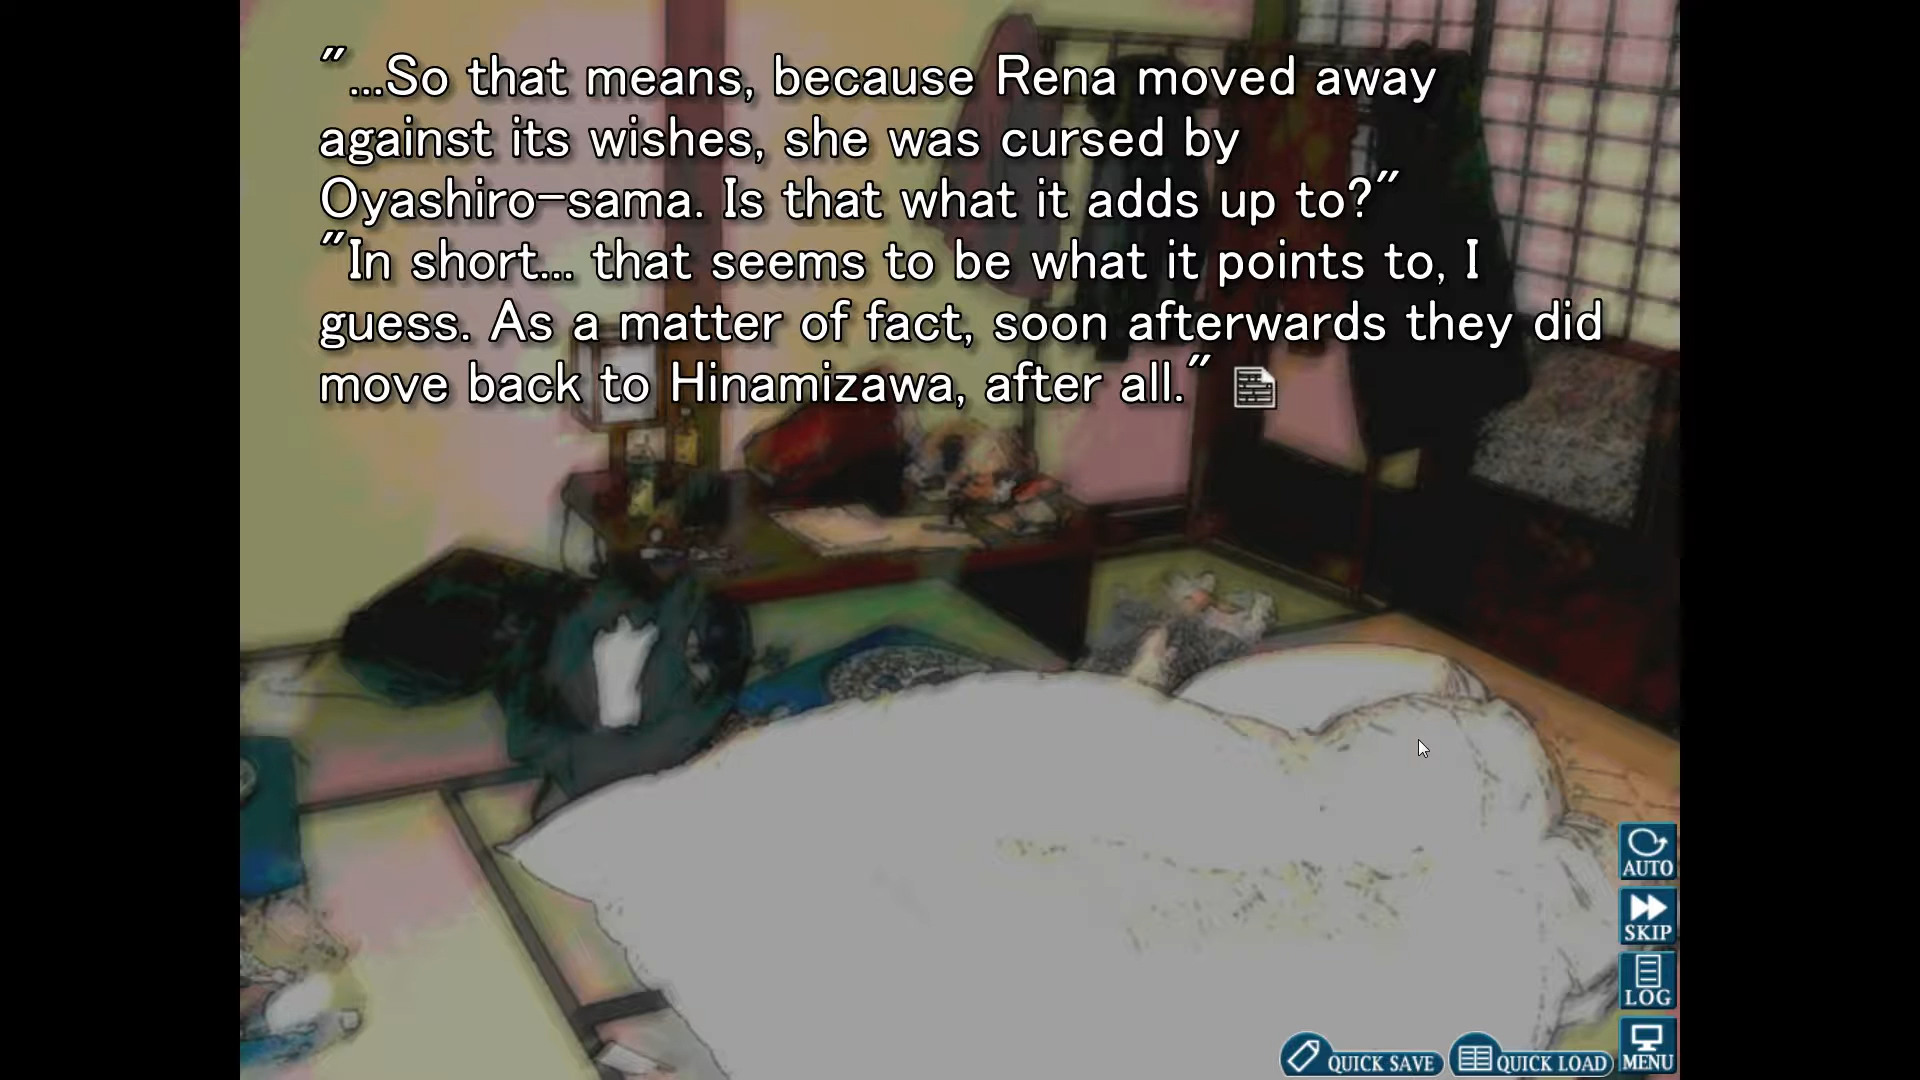 "...So that means, because Rena moved away
against its wishes, she was cursed by
Oyashiro-sama. Is that what it adds up to?"
"In short... that seems to be what it points to, I
guess. As a matter of fact, soon afterwards they did
move back to Hinamizawa, after all."
AUTO
SKIP
LOG
MENU
QUICK SAVE
QUICK LOAD